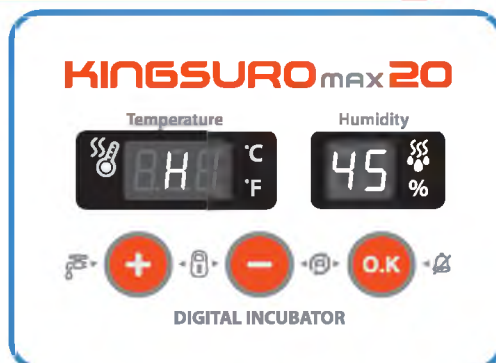 KINGSURO max 20
Temperature Humidity
H °C °F 45 %
+ - O.K
DIGITAL INCUBATOR